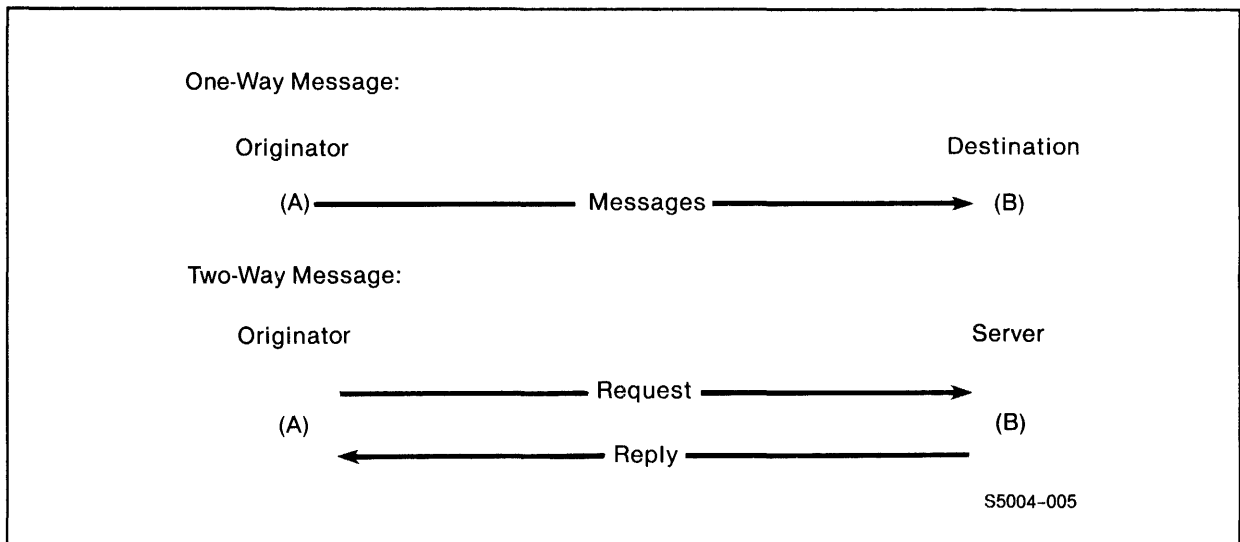 One-Way Message:
Originator Destination
(A) Messages (B)
Two-Way Message:
Originator Server
Request
(A) (B)
Reply
S5004-005